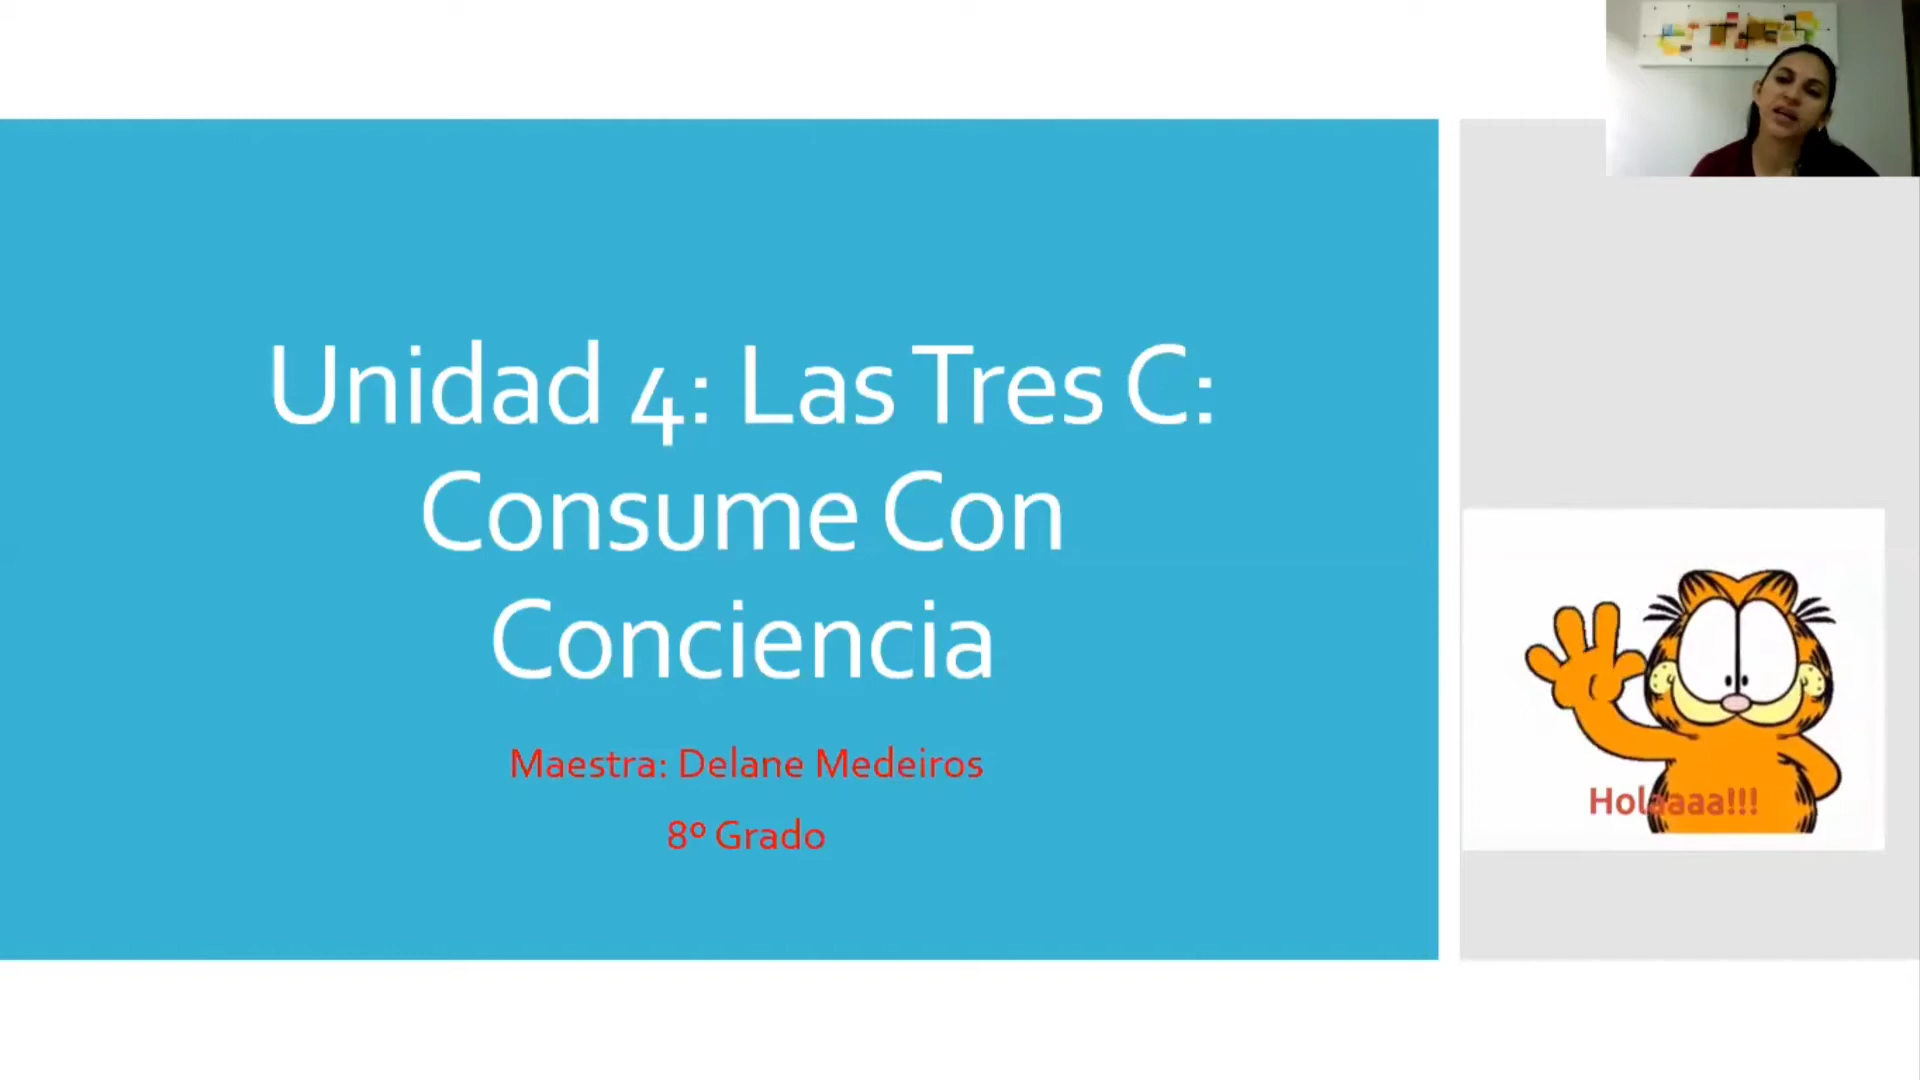 Unidad 4: Las Tres C:
Consume Con
Conciencia
Maestra: Delane Medeiros
8º Grado
Holaaaa!!!